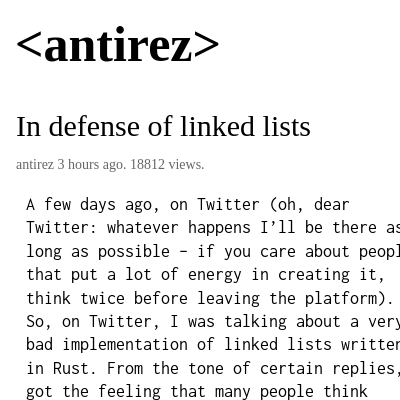 <antirez>
In defense of linked lists
antirez 3 hours ago. 18812 views.
A few days ago, on Twitter (oh, dear
Twitter: whatever happens I’ll be there as
long as possible – if you care about
that put a lot of energy in creating it,
think twice before leaving the platform).
So, on Twitter, I was talking about a very
bad implementation of linked lists written
in Rust. From the tone of certain replies,
got the feeling that many people think